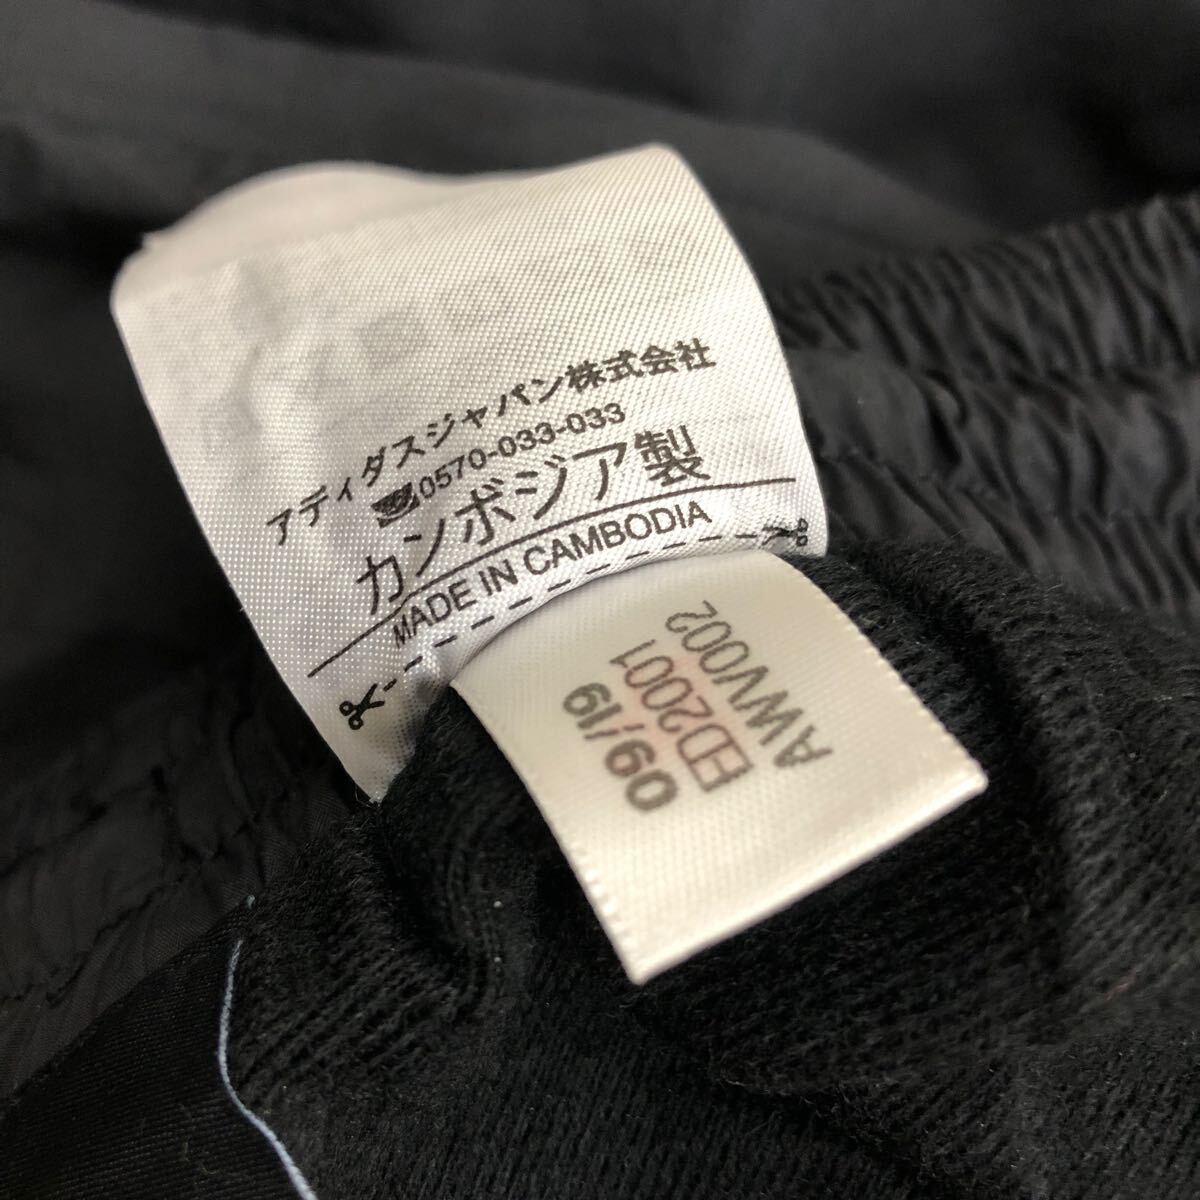 アディダスジャパン株式会社
0570-033-033
カンボジア製
MADE IN CAMBODIA
AWV002
ED2001
09/19